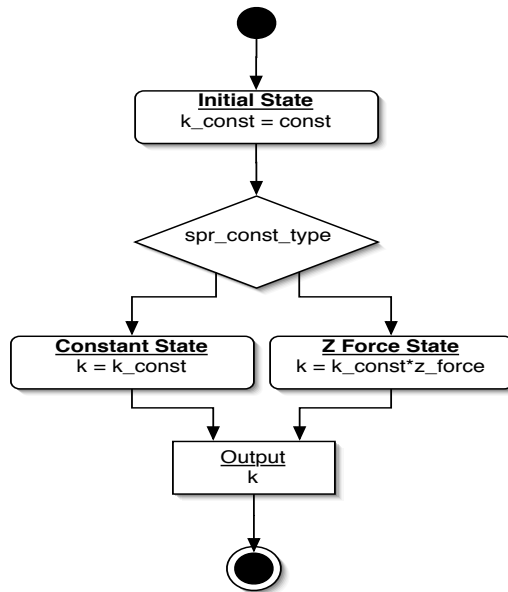 Initial State
k_const = const
spr_const_type
Constant State
k = k_const
Z Force State
k = k_const*z_force
Output
k